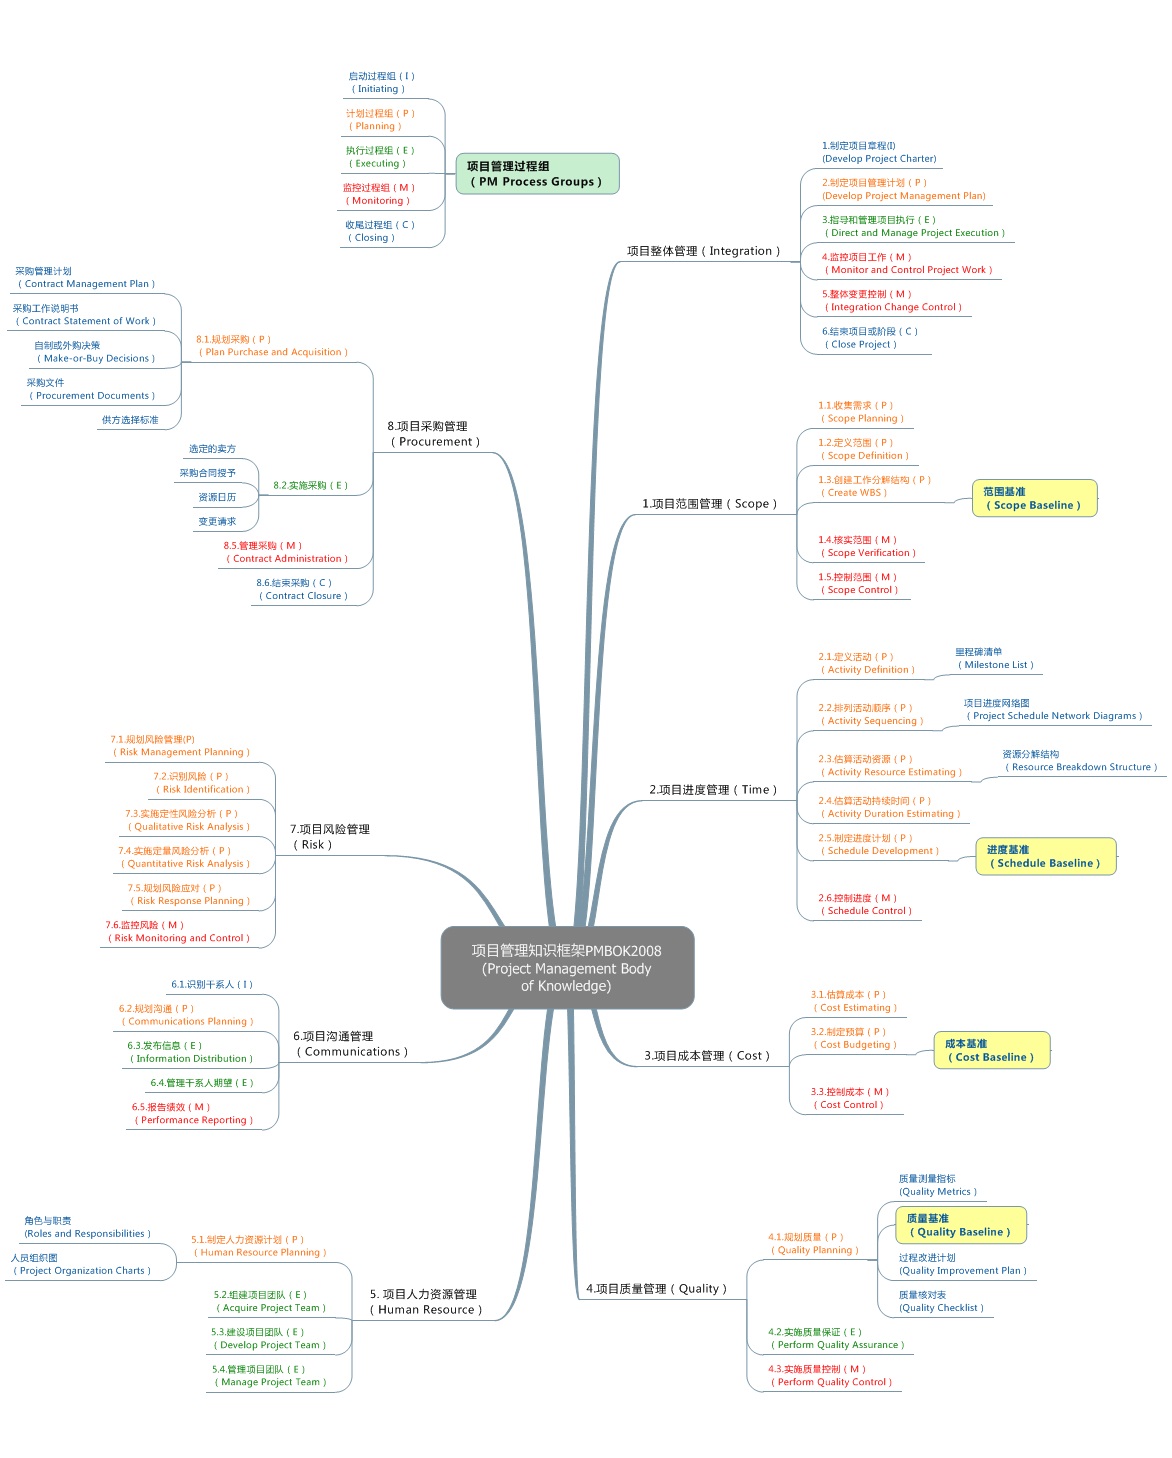 启动过程组（I）
（Initiating）
计划过程组（P）
（Planning）
执行过程组（E）
（Executing）
监控过程组（M）
（Monitoring）
收尾过程组（C）
（Closing）
项目管理过程组
（PM Process Groups）
项目整体管理（Integration）
1.制定项目章程(I)
(Develop Project Charter)
2.制定项目管理计划（P）
(Develop Project Management Plan)
3.指导和管理项目执行（E）
（Direct and Manage Project Execution）
4.监控项目工作（M）
（Monitor and Control Project Work）
5.整体变更控制（M）
（Integration Change Control）
6.结束项目或阶段（C）
（Close Project）
采购管理计划
（Contract Management Plan）
采购工作说明书
（Contract Statement of Work）
自制或外购决策
（Make-or-Buy Decisions）
采购文件
（Procurement Documents）
供方选择标准
8.1.规划采购（P）
（Plan Purchase and Acquisition）
选定的卖方
采购合同授予
资源日历
变更请求
8.2.实施采购（E）
8.5.管理采购（M）
（Contract Administration）
8.6.结束采购（C）
（Contract Closure）
8.项目采购管理
（Procurement）
1.项目范围管理（Scope）
1.1.收集需求（P）
（Scope Planning）
1.2.定义范围（P）
（Scope Definition）
1.3.创建工作分解结构（P）
（Create WBS）
范围基准
（Scope Baseline）
1.4.核实范围（M）
（Scope Verification）
1.5.控制范围（M）
（Scope Control）
2.项目进度管理（Time）
2.1.定义活动（P）
（Activity Definition）
里程碑清单
（Milestone List）
2.2.排列活动顺序（P）
（Activity Sequencing）
项目进度网络图
（Project Schedule Network Diagrams）
2.3.估算活动资源（P）
（Activity Resource Estimating）
资源分解结构
（Resource Breakdown Structure）
2.4.估算活动持续时间（P）
（Activity Duration Estimating）
2.5.制定进度计划（P）
（Schedule Development）
进度基准
（Schedule Baseline）
2.6.控制进度（M）
（Schedule Control）
7.1.规划风险管理(P)
（Risk Management Planning）
7.2.识别风险（P）
（Risk Identification）
7.3.实施定性风险分析（P）
（Qualitative Risk Analysis）
7.4.实施定量风险分析（P）
（Quantitative Risk Analysis）
7.5.规划风险应对（P）
（Risk Response Planning）
7.6.监控风险（M）
（Risk Monitoring and Control）
7.项目风险管理
（Risk）
项目管理知识框架PMBOK2008
(Project Management Body
of Knowledge)
6.1.识别干系人（I）
6.2.规划沟通（P）
（Communications Planning）
6.3.发布信息（E）
（Information Distribution）
6.4.管理干系人期望（E）
6.5.报告绩效（M）
（Performance Reporting）
6.项目沟通管理
（Communications）
3.项目成本管理（Cost）
3.1.估算成本（P）
（Cost Estimating）
3.2.制定预算（P）
（Cost Budgeting）
成本基准
（Cost Baseline）
3.3.控制成本（M）
（Cost Control）
角色与职责
(Roles and Responsibilities）
人员组织图
（Project Organization Charts）
5.1.制定人力资源计划（P）
（Human Resource Planning）
5.2.组建项目团队（E）
（Acquire Project Team）
5.3.建设项目团队（E）
（Develop Project Team）
5.4.管理项目团队（E）
（Manage Project Team）
5. 项目人力资源管理
（Human Resource）
4.项目质量管理（Quality）
4.1.规划质量（P）
（Quality Planning）
质量测量指标
(Quality Metrics）
质量基准
（Quality Baseline）
过程改进计划
(Quality Improvement Plan）
质量核对表
(Quality Checklist）
4.2.实施质量保证（E）
（Perform Quality Assurance）
4.3.实施质量控制（M）
（Perform Quality Control）